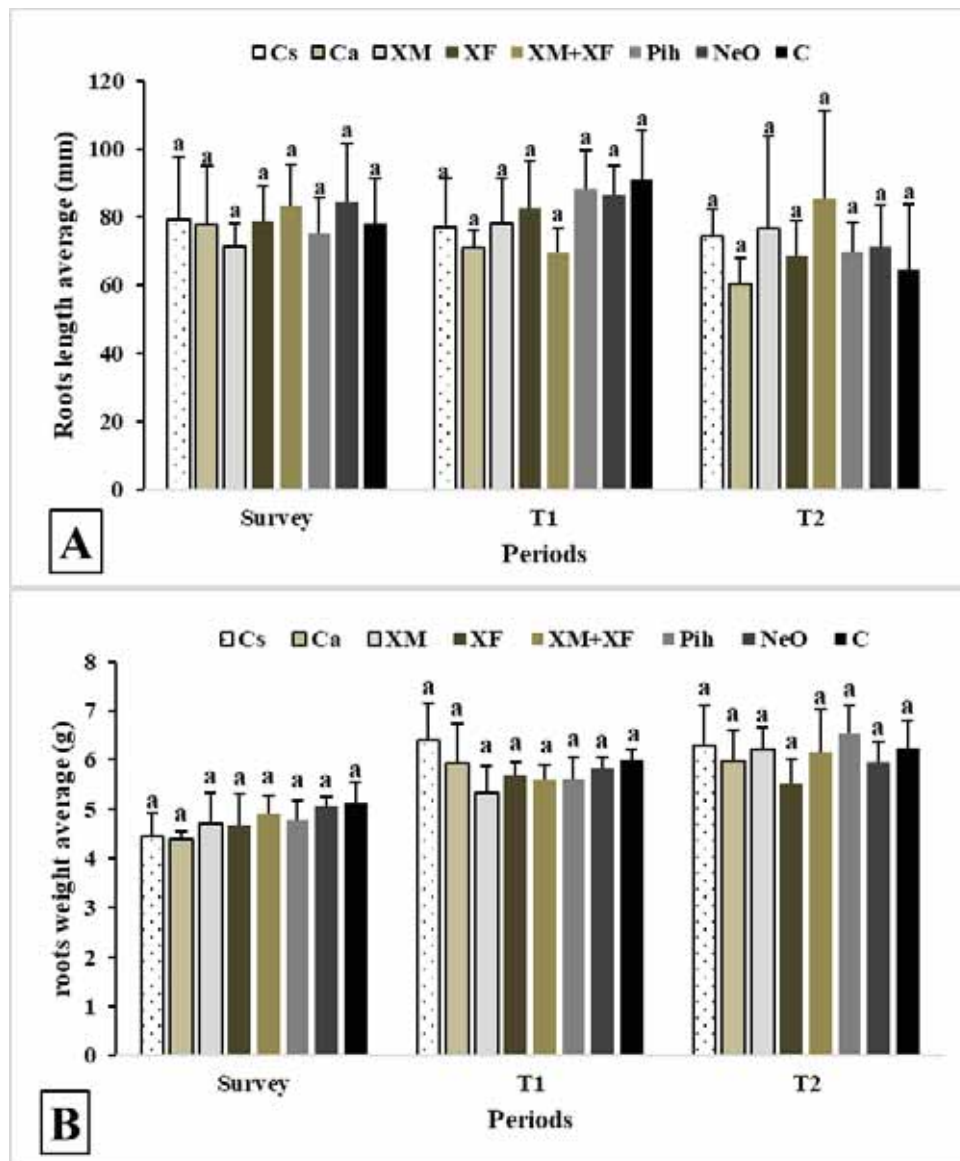 Cs Ca XM XF XM+XF Pih NeO C
Roots length average (mm)
120
100
80
60
40
20
0
a a a a a a a a
a a a a a a a a
a a a a a a a a
Survey T1 T2
Periods
A
Cs Ca XM XF XM+XF Pih NeO C
roots weight average (g)
8
7
6
5
4
3
2
1
0
a a a a a a a a
a a a a a a a a
a a a a a a a a
Survey T1 T2
Periods
B